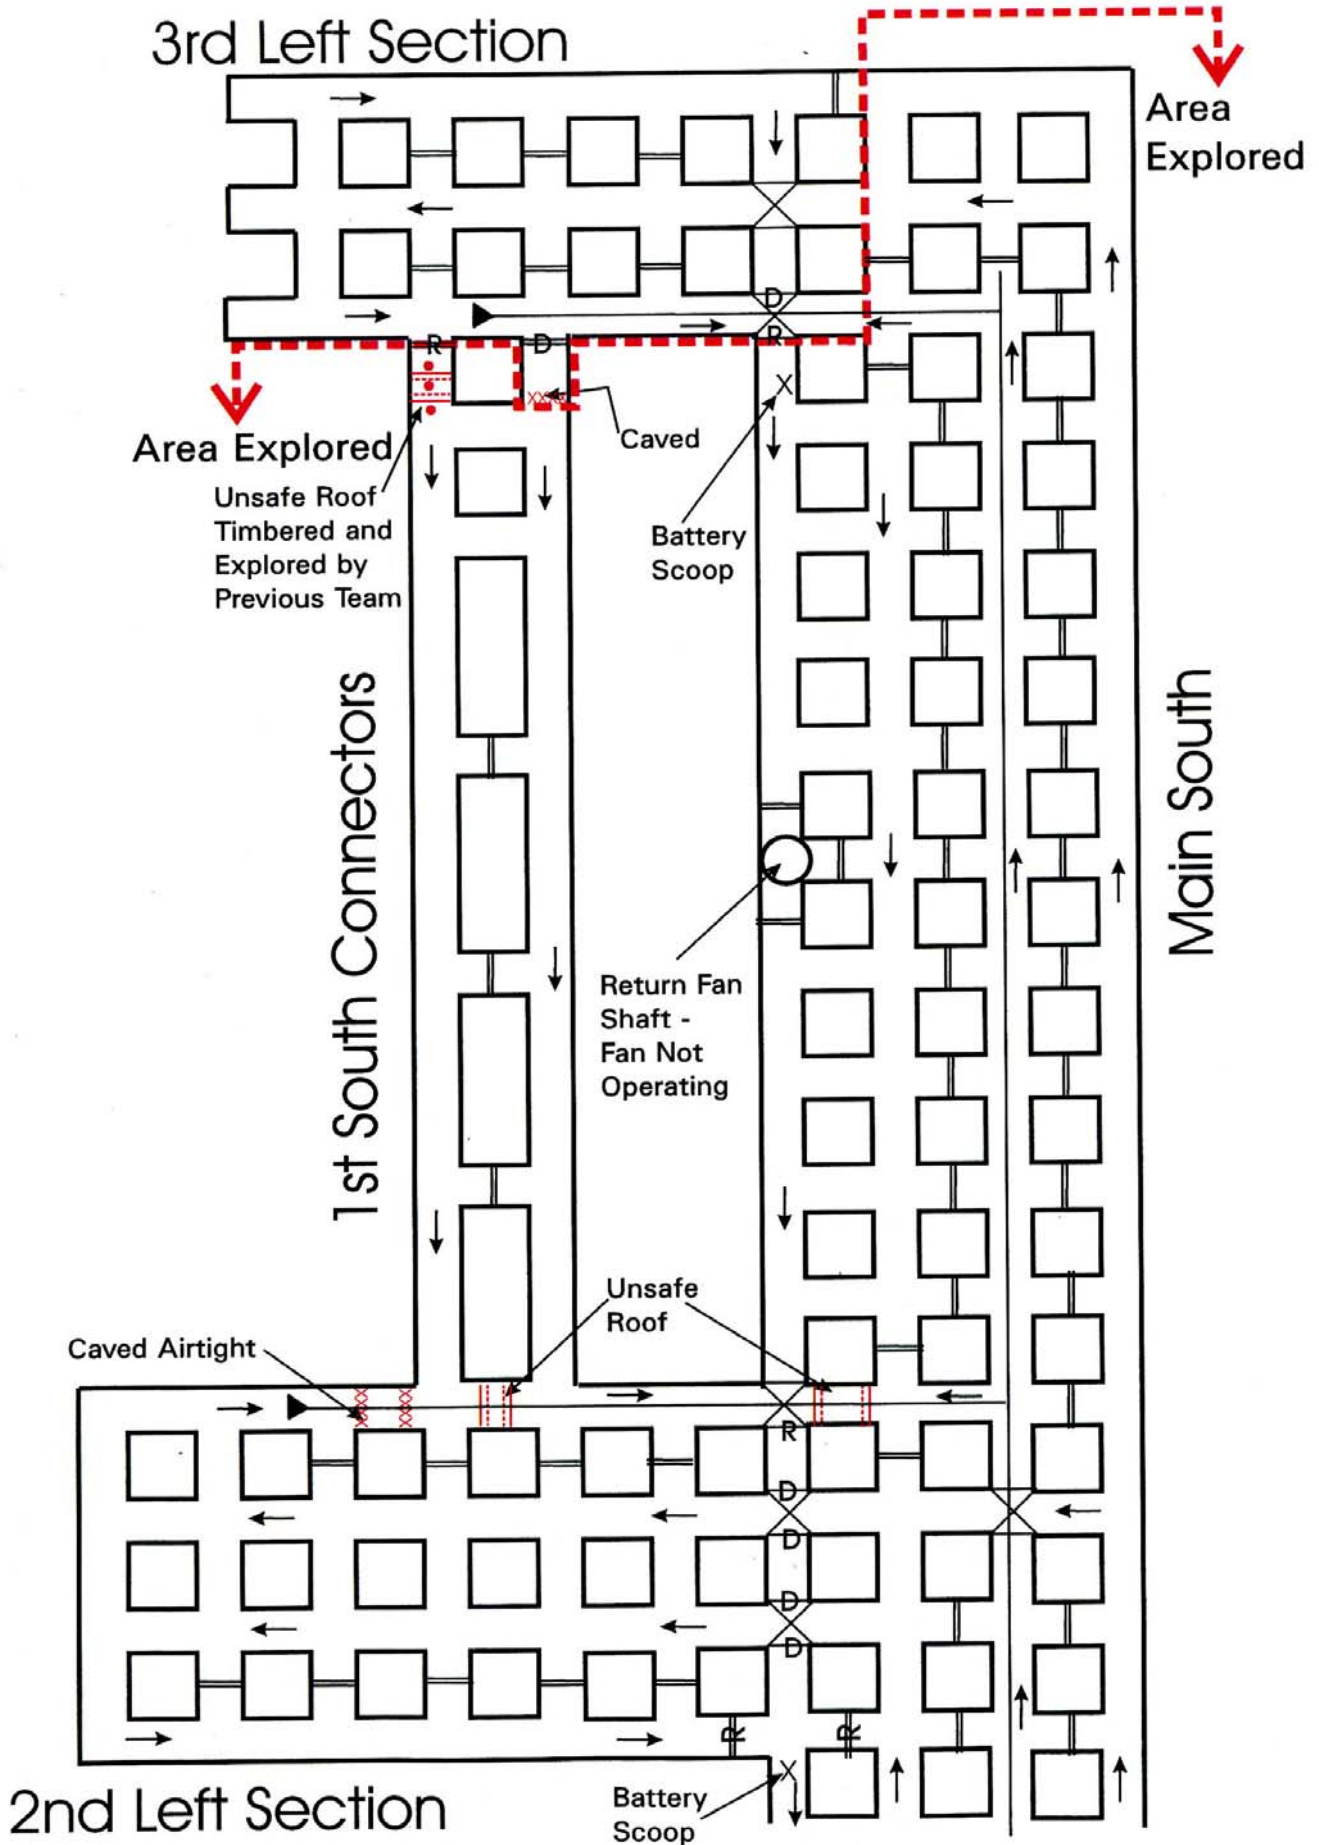 3rd Left Section
Area
Explored
D
R
R
D
X
XXXX
Caved
Area Explored
Unsafe Roof
Timbered and
Explored by
Previous Team
Battery
Scoop
1st South Connectors
Main South
Return Fan
Shaft -
Fan Not
Operating
Unsafe
Roof
Caved Airtight
R
D
D
D
D
R
R
X
2nd Left Section
Battery
Scoop